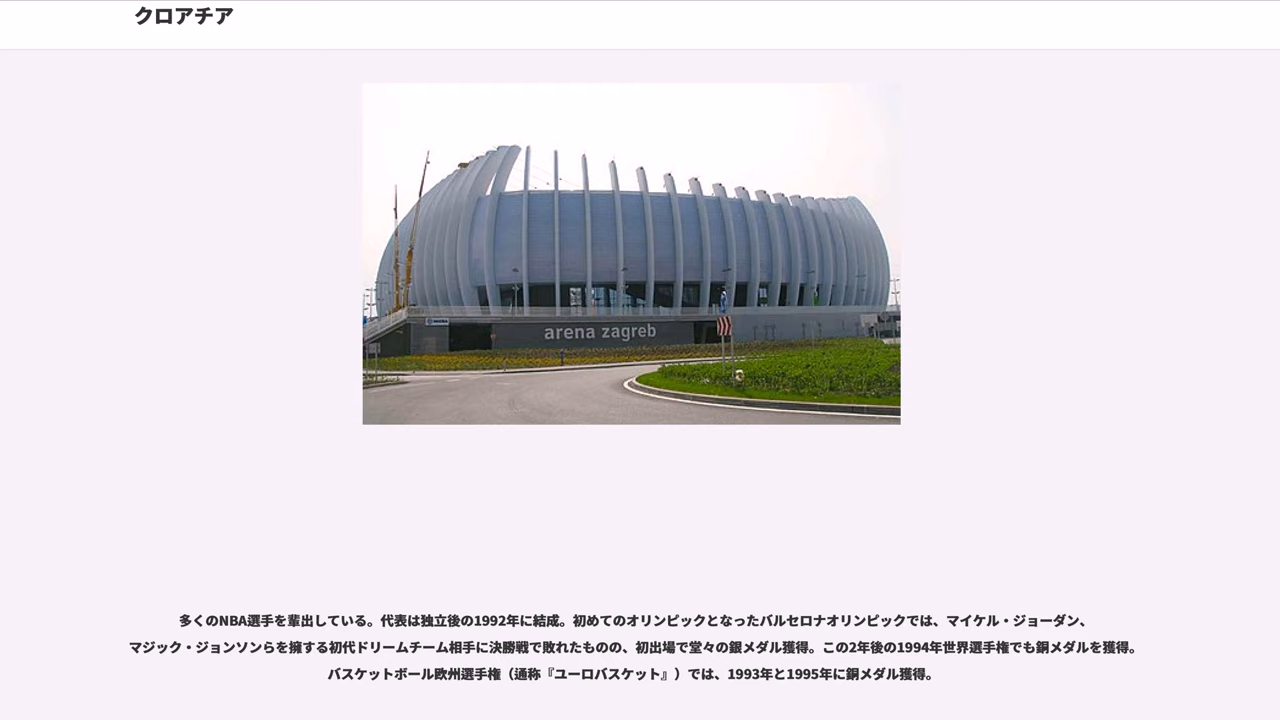 クロアチア
arena zagreb
多くのNBA選手を輩出している。代表は独立後の1992年に結成。初めてのオリンピックとなったバルセロナオリンピックでは、マイケル・ジョーダン、
マジック・ジョンソンらを擁する初代ドリームチーム相手に決勝戦で敗れたものの、初出場で堂々の銀メダル獲得。この2年後の1994年世界選手権でも銅メダルを獲得。
バスケットボール欧州選手権（通称『ユーロバスケット』）では、1993年と1995年に銅メダル獲得。